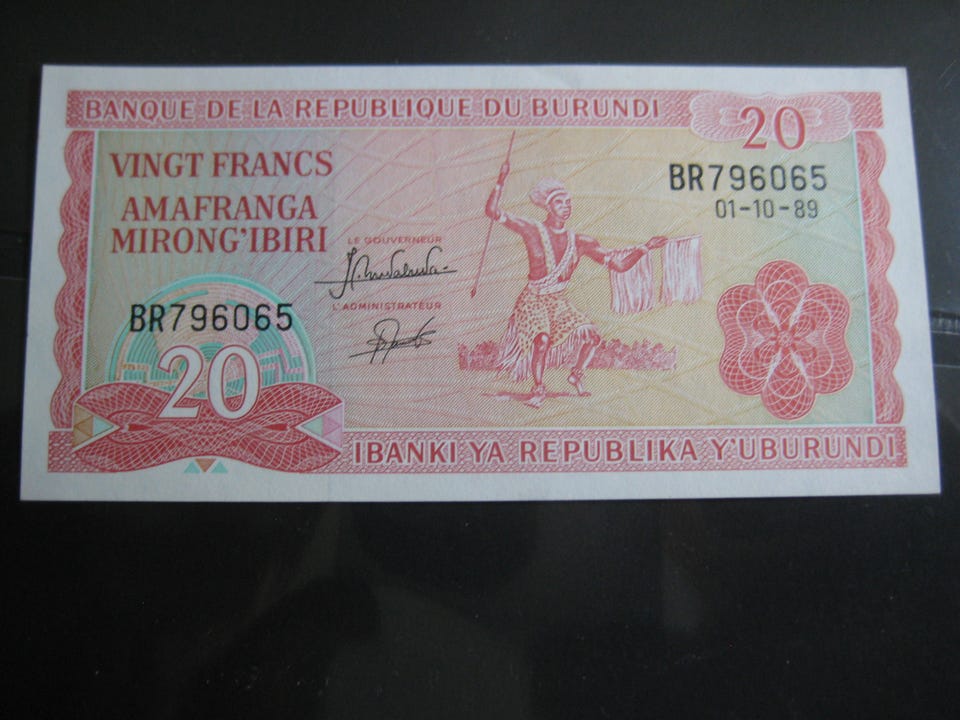 BANQUE DE LA REPUBLIQUE DU BURUNDI
20
VINGT FRANCS
AMAFRANGA
MIRONG'IBIRI
BR796065
01-10-89
LE GOUVERNEUR
L'ADMINISTRATEUR
BR796065
20
IBANKI YA REPUBLIKA Y'UBURUNDI